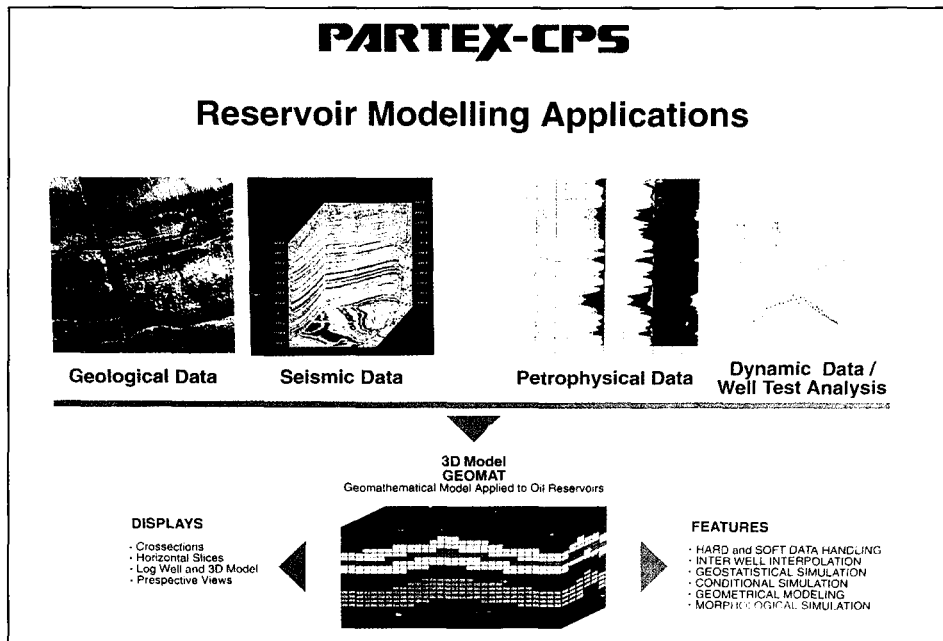 PARTEX-CPS
Reservoir Modelling Applications
Geological Data
Seismic Data
Petrophysical Data
Dynamic Data /
Well Test Analysis
3D Model
GEOMAT
Geomathematical Model Applied to Oil Reservoirs
DISPLAYS
- Crossections
- Horizontal Slices
- Log Well and 3D Model
- Prespective Views
FEATURES
- HARD and SOFT DATA HANDLING
- INTER WELL INTERPOLATION
- GEOSTATISTICAL SIMULATION
- CONDITIONAL SIMULATION
- GEOMETRICAL MODELING
- MORPHOLOGICAL SIMULATION